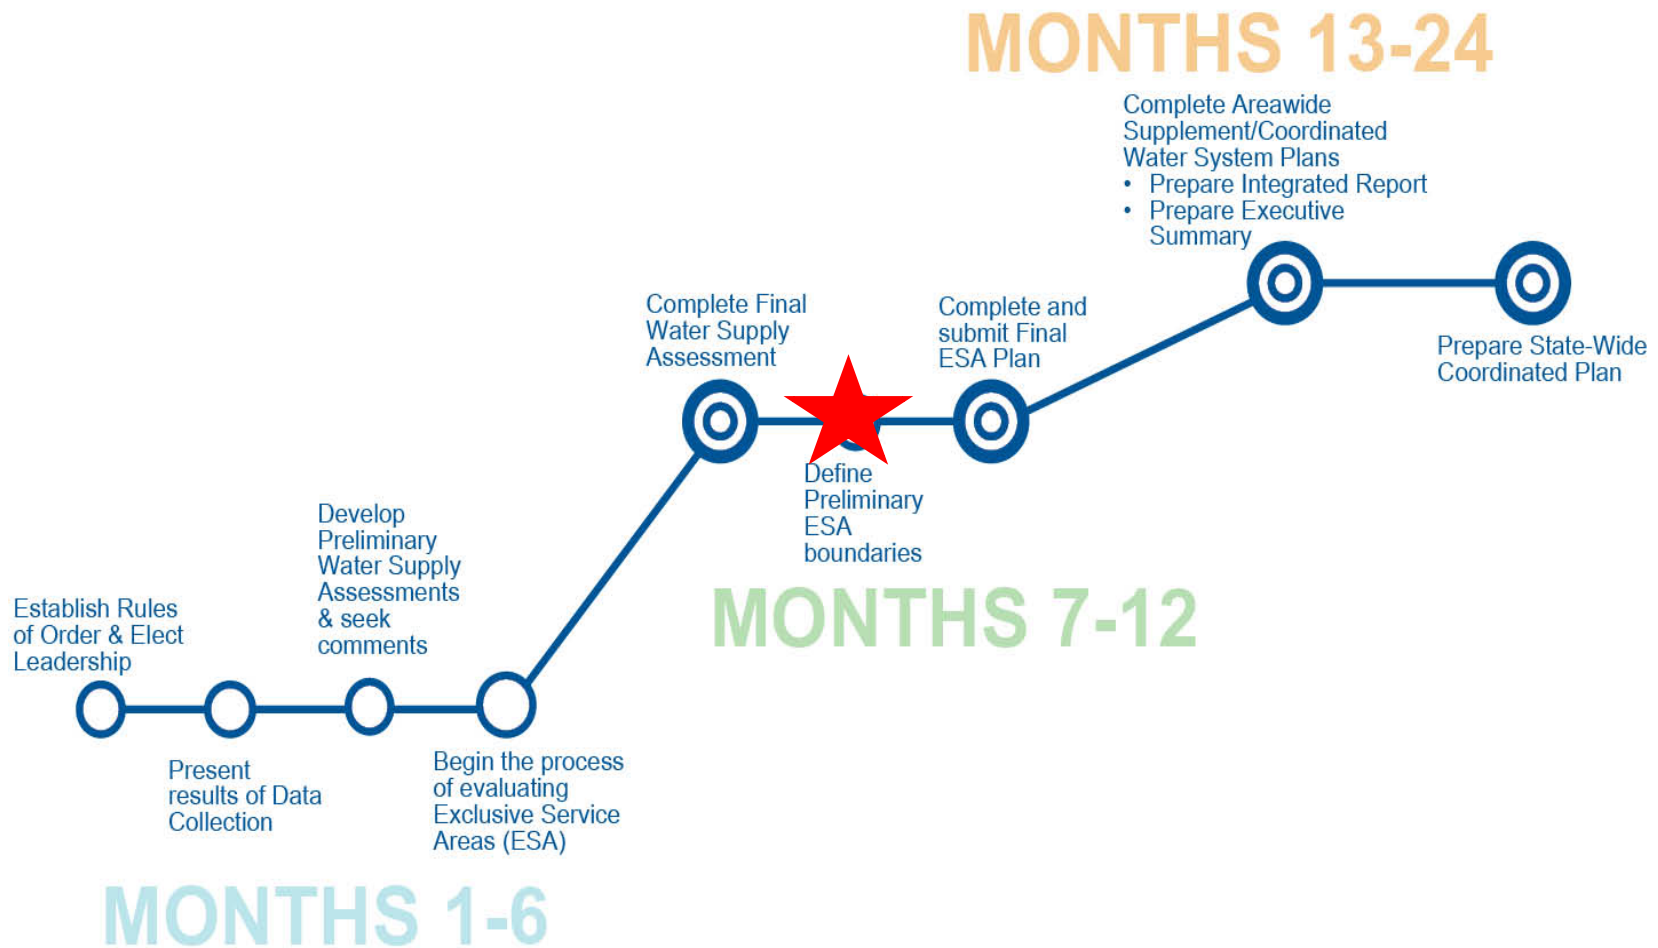 MONTHS 13-24
Complete Areawide
Supplement/Coordinated
Water System Plans
• Prepare Integrated Report
• Prepare Executive
Summary
Complete Final
Water Supply
Assessment
Complete and
submit Final
ESA Plan
Prepare State-Wide
Coordinated Plan
Define
Preliminary
ESA
boundaries
MONTHS 7-12
Develop
Preliminary
Water Supply
Assessments
& seek
comments
Establish Rules
of Order & Elect
Leadership
Present
results of Data
Collection
Begin the process
of evaluating
Exclusive Service
Areas (ESA)
MONTHS 1-6